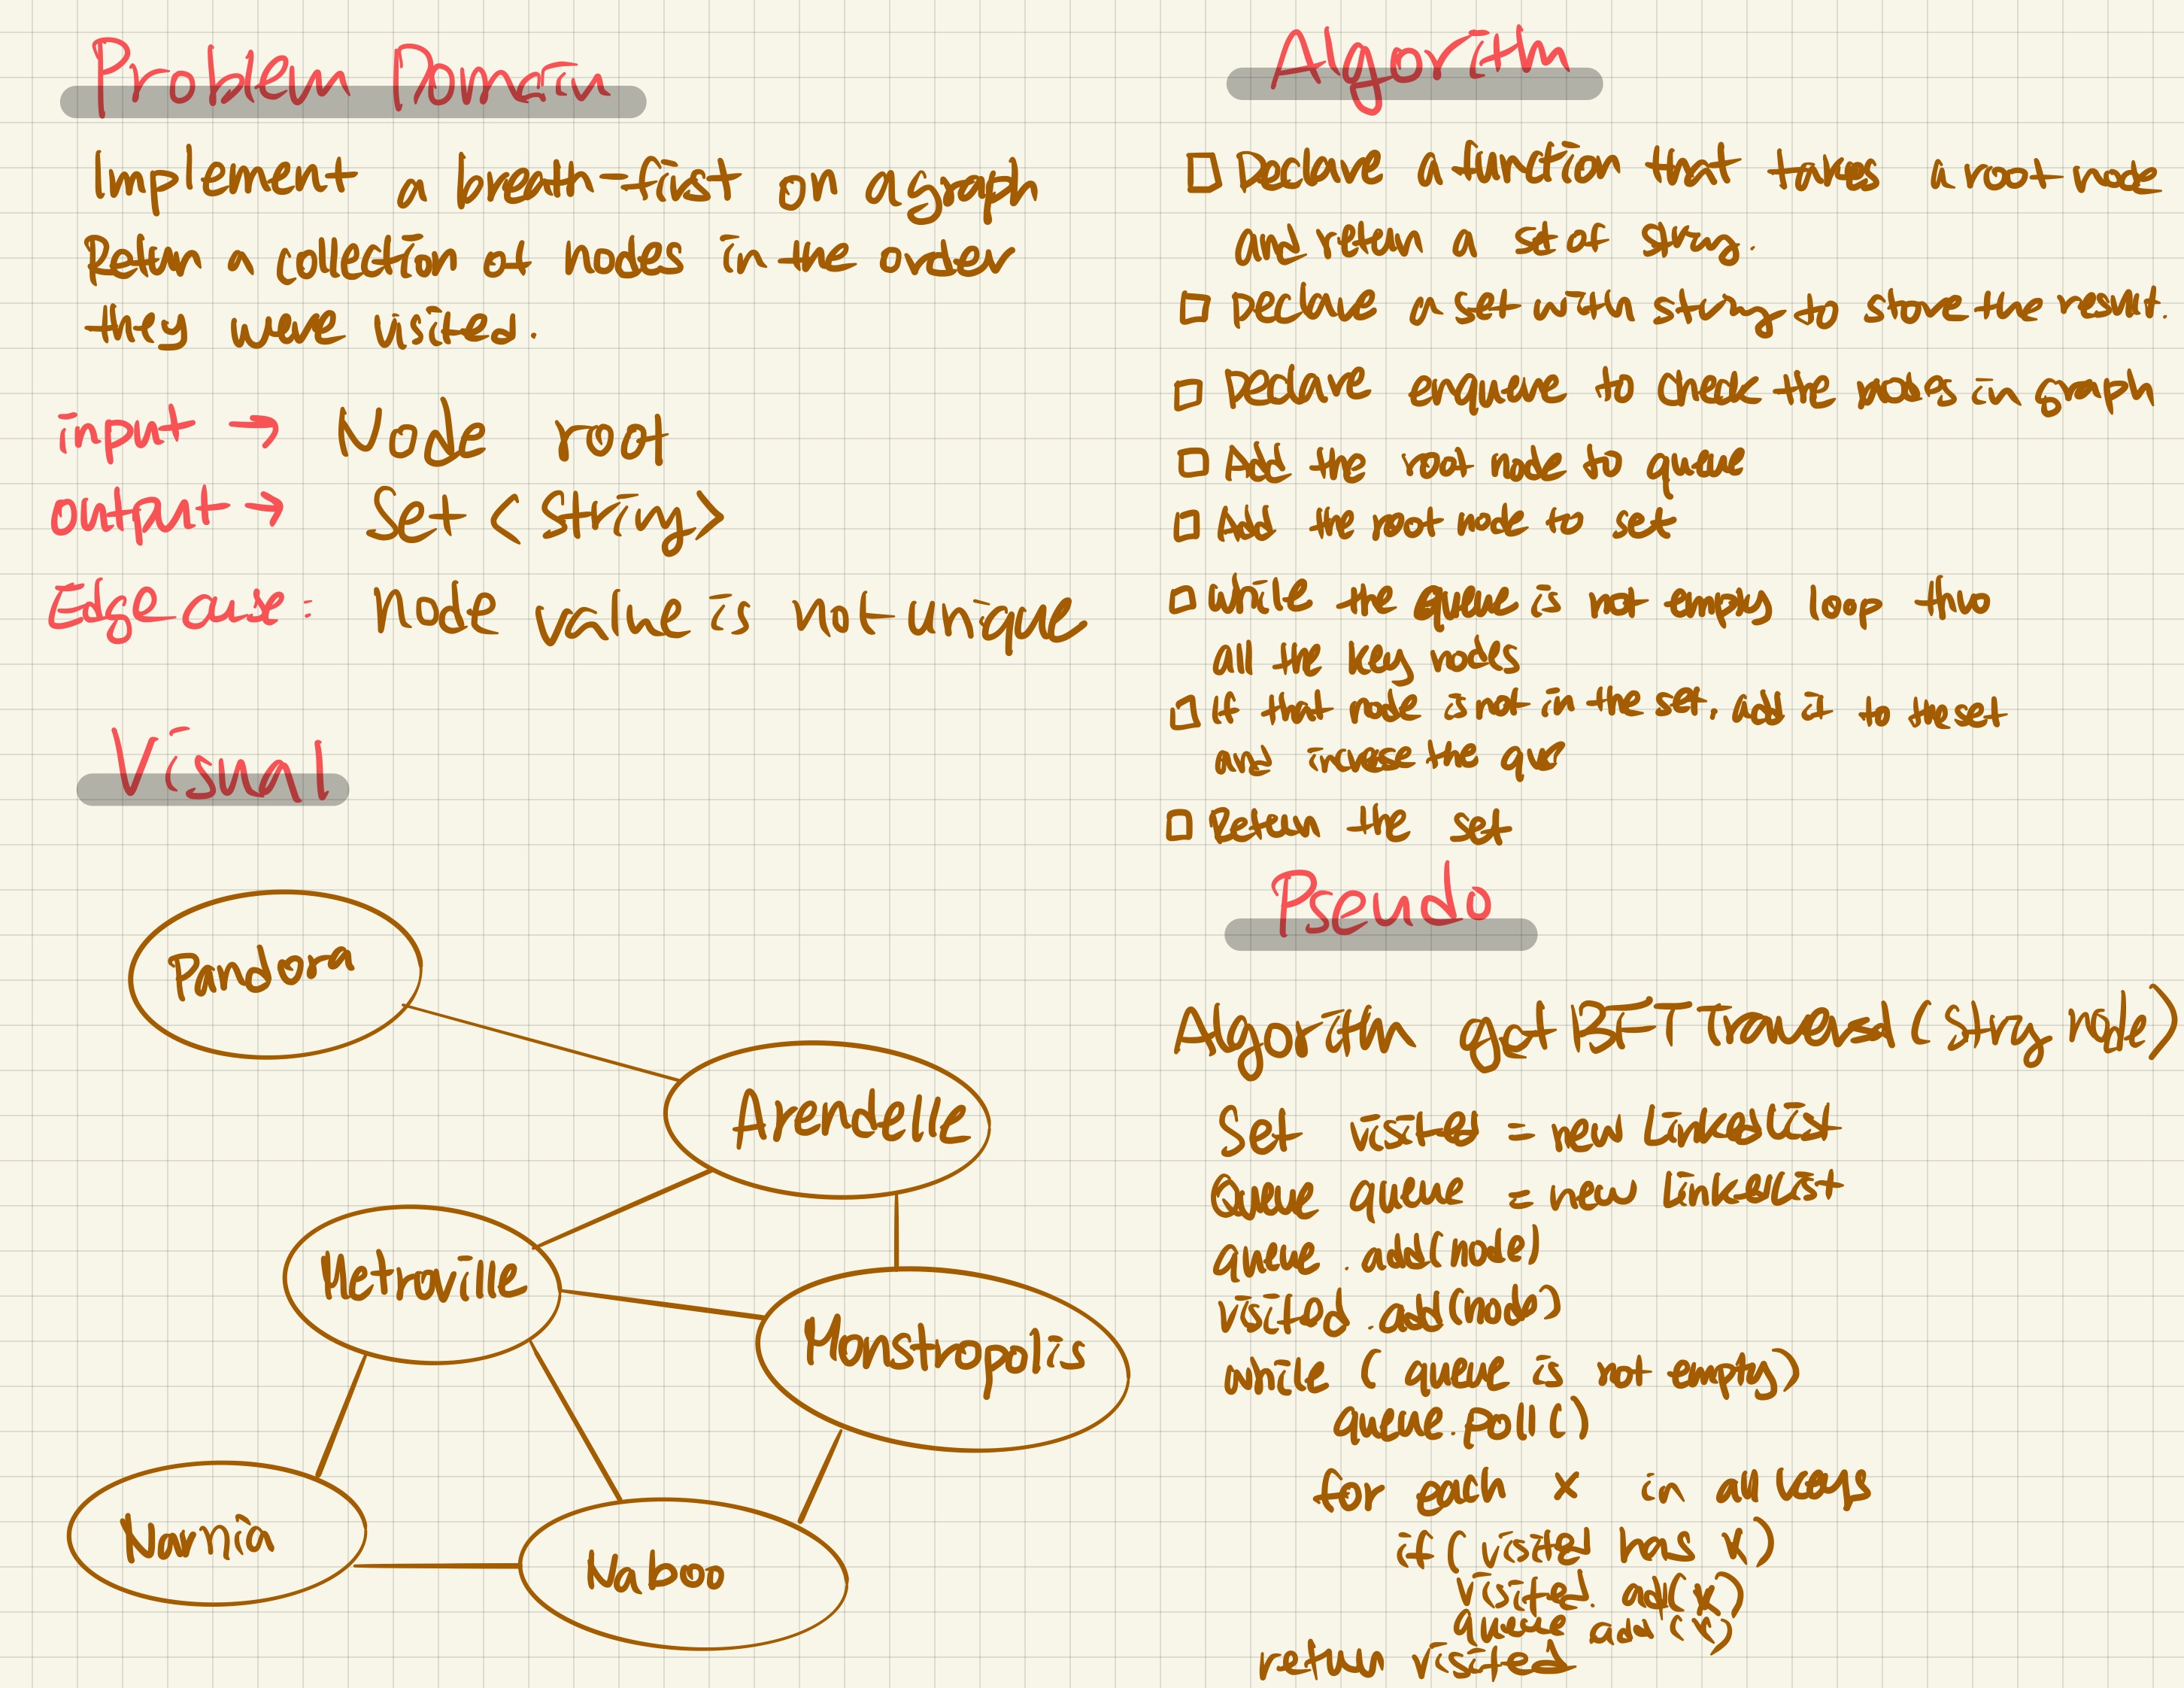 Problem Domain
Implement a breath-first on a graph
Return a collection of nodes in the order
they were visited.
input → Node root
output → Set <String>
Edge case: Node value is not unique
Visual
Pandora
Arendelle
Metroville
Monstropolis
Narnia
Naboo
Algorithm
Declare a function that takes a root node
and return a set of string.
Declare a set with string to store the result.
Declare enqueue to check the nodes in graph
Add the root node to queue
Add the root node to set
While the queue is not empty loop thro
all the key nodes
If that node is not in the set, add it to the set
and increase the que
Return the set
Pseudo
Algorithm get BFTTraversal (String node)
Set visited = new LinkedList
Queue queue = new LinkedList
queue.add(node)
visited.add(node)
while (queue is not empty)
queue.poll()
for each x in all keys
if (visited has x)
visited.add(x)
queue add(x)
return visited